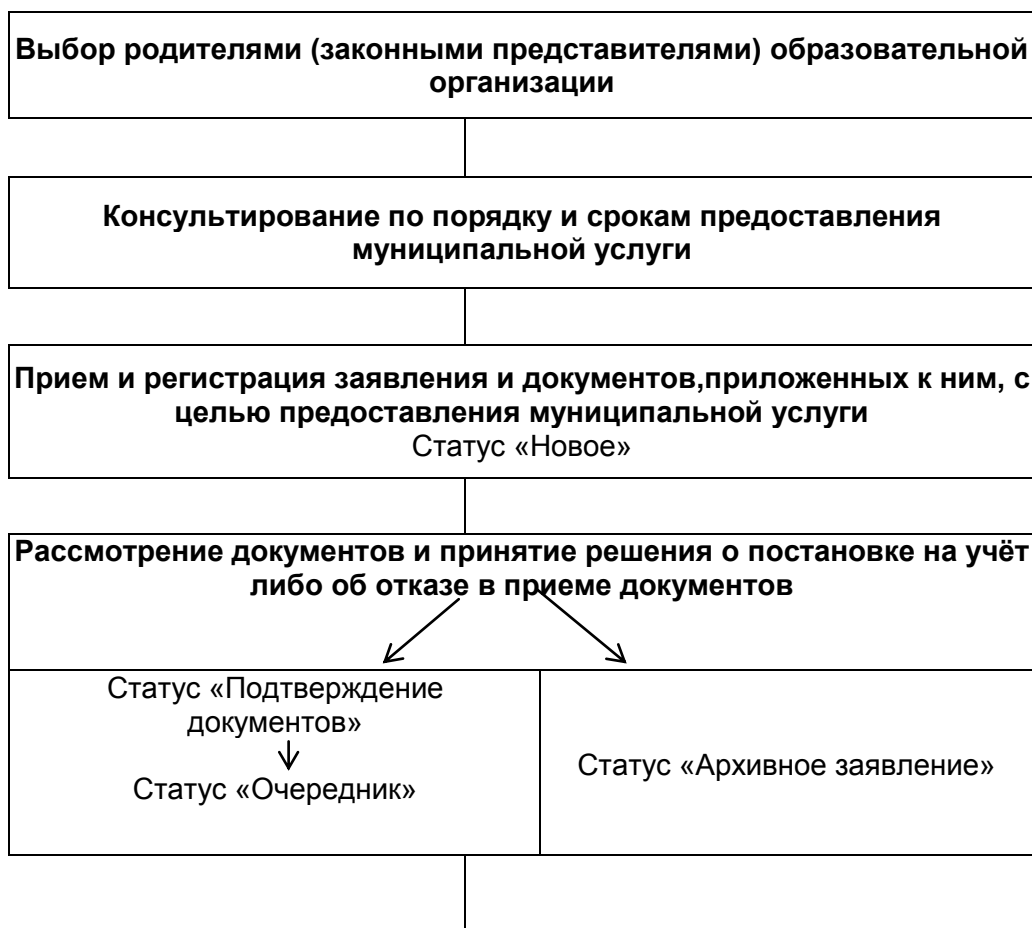 Выбор родителями (законными представителями) образовательной
организации
Консультирование по порядку и срокам предоставления
муниципальной услуги
Прием и регистрация заявления и документов,приложенных к ним, с
целью предоставления муниципальной услуги
Статус «Новое»
Рассмотрение документов и принятие решения о постановке на учёт
либо об отказе в приеме документов
Статус «Подтверждение
документов»
Статус «Очередник»
Статус «Архивное заявление»